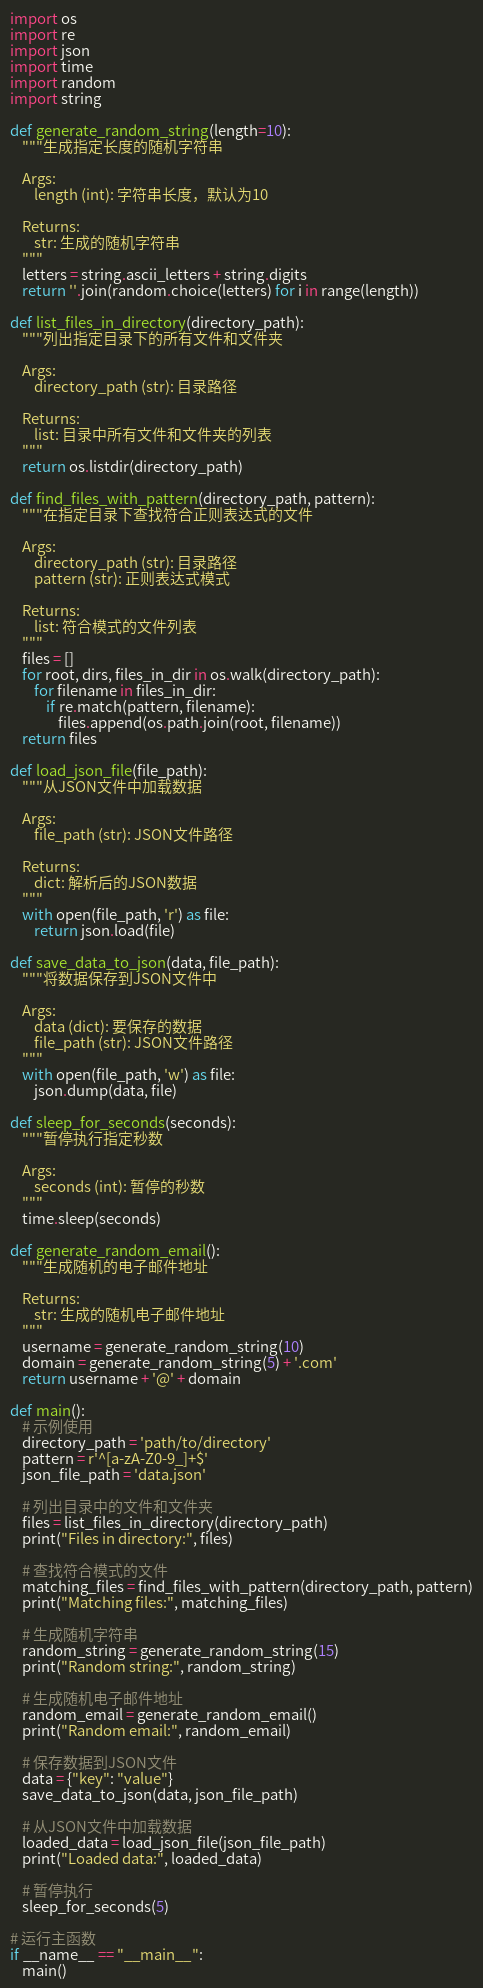 import os
import re
import json
import time
import random
import string

def generate_random_string(length=10):
    """生成指定长度的随机字符串

    Args:
        length (int): 字符串长度，默认为10

    Returns:
        str: 生成的随机字符串
    """
    letters = string.ascii_letters + string.digits
    return ''.join(random.choice(letters) for i in range(length))

def list_files_in_directory(directory_path):
    """列出指定目录下的所有文件和文件夹

    Args:
        directory_path (str): 目录路径

    Returns:
        list: 目录中所有文件和文件夹的列表
    """
    return os.listdir(directory_path)

def find_files_with_pattern(directory_path, pattern):
    """在指定目录下查找符合正则表达式的文件

    Args:
        directory_path (str): 目录路径
        pattern (str): 正则表达式模式

    Returns:
        list: 符合模式的文件列表
    """
    files = []
    for root, dirs, files_in_dir in os.walk(directory_path):
        for filename in files_in_dir:
            if re.match(pattern, filename):
                files.append(os.path.join(root, filename))
    return files

def load_json_file(file_path):
    """从JSON文件中加载数据

    Args:
        file_path (str): JSON文件路径

    Returns:
        dict: 解析后的JSON数据
    """
    with open(file_path, 'r') as file:
        return json.load(file)

def save_data_to_json(data, file_path):
    """将数据保存到JSON文件中

    Args:
        data (dict): 要保存的数据
        file_path (str): JSON文件路径
    """
    with open(file_path, 'w') as file:
        json.dump(data, file)

def sleep_for_seconds(seconds):
    """暂停执行指定秒数

    Args:
        seconds (int): 暂停的秒数
    """
    time.sleep(seconds)

def generate_random_email():
    """生成随机的电子邮件地址

    Returns:
        str: 生成的随机电子邮件地址
    """
    username = generate_random_string(10)
    domain = generate_random_string(5) + '.com'
    return username + '@' + domain

def main():
    # 示例使用
    directory_path = 'path/to/directory'
    pattern = r'^[a-zA-Z0-9_]+$'
    json_file_path = 'data.json'

    # 列出目录中的文件和文件夹
    files = list_files_in_directory(directory_path)
    print("Files in directory:", files)

    # 查找符合模式的文件
    matching_files = find_files_with_pattern(directory_path, pattern)
    print("Matching files:", matching_files)

    # 生成随机字符串
    random_string = generate_random_string(15)
    print("Random string:", random_string)

    # 生成随机电子邮件地址
    random_email = generate_random_email()
    print("Random email:", random_email)

    # 保存数据到JSON文件
    data = {"key": "value"}
    save_data_to_json(data, json_file_path)

    # 从JSON文件中加载数据
    loaded_data = load_json_file(json_file_path)
    print("Loaded data:", loaded_data)

    # 暂停执行
    sleep_for_seconds(5)

# 运行主函数
if __name__ == "__main__":
    main()